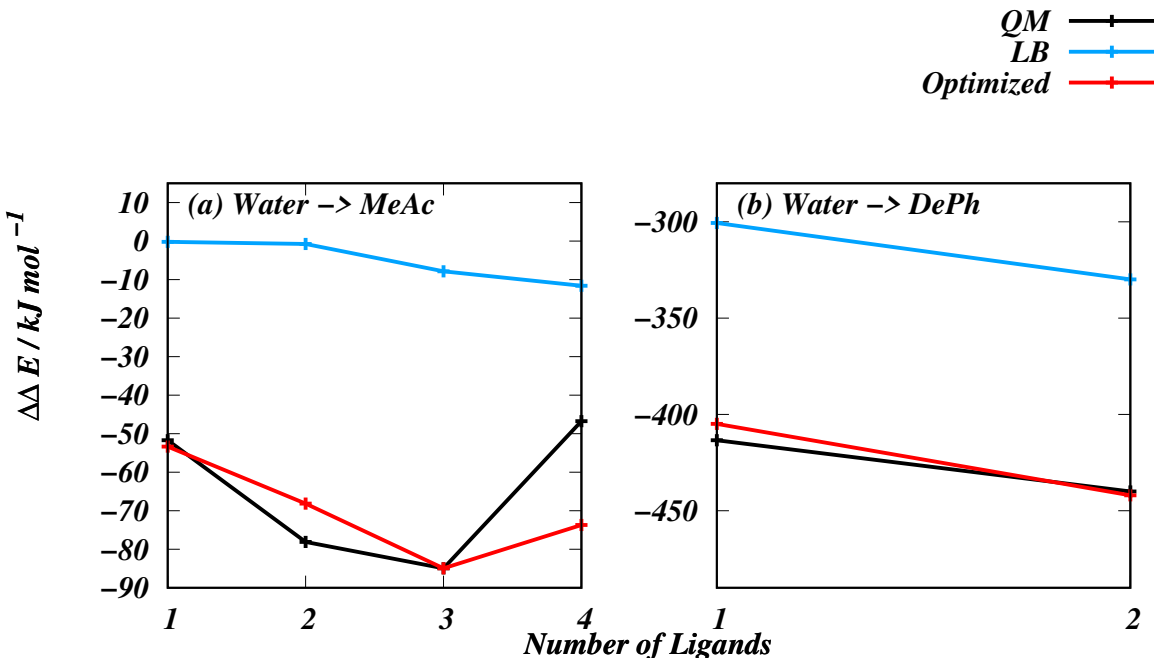 QM
LB
Optimized
(a) Water –> MeAc
(b) Water –> DePh
ΔΔ E / kJ mol⁻¹
10
0
−10
−20
−30
−40
−50
−60
−70
−80
−90
1 2 3 4
−300
−350
−400
−450
1 2
Number of Ligands